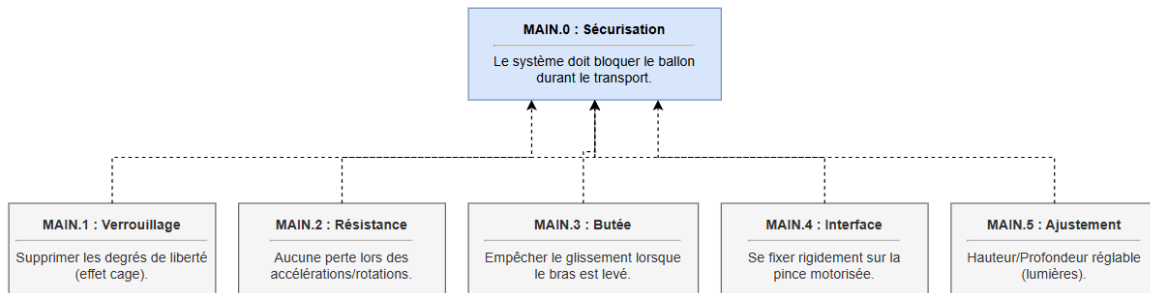 MAIN.0 : Sécurisation
Le système doit bloquer le ballon
durant le transport.
MAIN.1 : Verrouillage
Supprimer les degrés de liberté
(effet cage).
MAIN.2 : Résistance
Aucune perte lors des
accélérations/rotations.
MAIN.3 : Butée
Empêcher le glissement lorsque
le bras est levé.
MAIN.4 : Interface
Se fixer rigidement sur la
pince motorisée.
MAIN.5 : Ajustement
Hauteur/Profondeur réglable
(lumières).